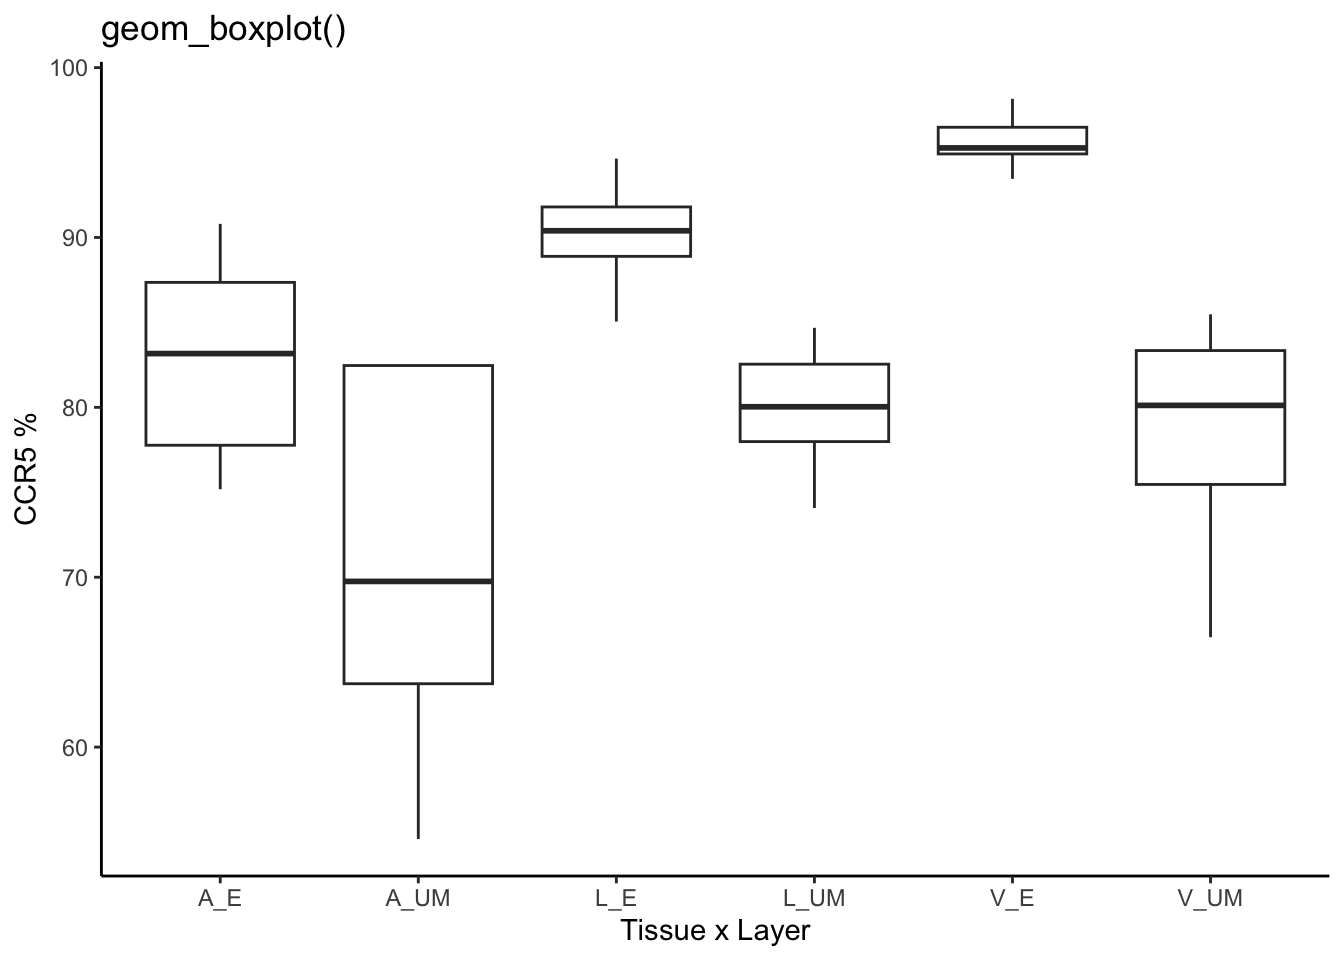 geom_boxplot()
100
90
80
70
60
CCR5 %
A_E A_UM L_E L_UM V_E V_UM
Tissue x Layer